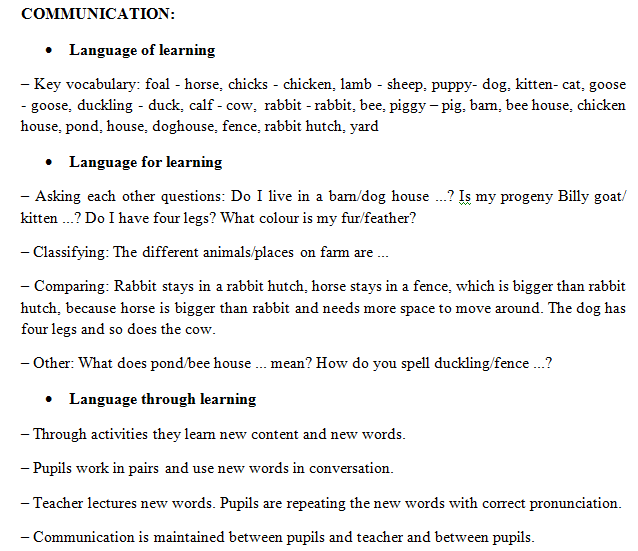 COMMUNICATION:
• Language of learning
– Key vocabulary: foal - horse, chicks - chicken, lamb - sheep, puppy- dog, kitten- cat, goose
- goose, duckling - duck, calf - cow, rabbit - rabbit, bee, piggy – pig, barn, bee house, chicken
house, pond, house, doghouse, fence, rabbit hutch, yard
• Language for learning
– Asking each other questions: Do I live in a barn/dog house ...? Is my progeny Billy goat/
kitten ...? Do I have four legs? What colour is my fur/feather?
– Classifying: The different animals/places on farm are ...
– Comparing: Rabbit stays in a rabbit hutch, horse stays in a fence, which is bigger than rabbit
hutch, because horse is bigger than rabbit and needs more space to move around. The dog has
four legs and so does the cow.
– Other: What does pond/bee house ... mean? How do you spell duckling/fence ...?
• Language through learning
– Through activities they learn new content and new words.
– Pupils work in pairs and use new words in conversation.
– Teacher lectures new words. Pupils are repeating the new words with correct pronunciation.
– Communication is maintained between pupils and teacher and between pupils.